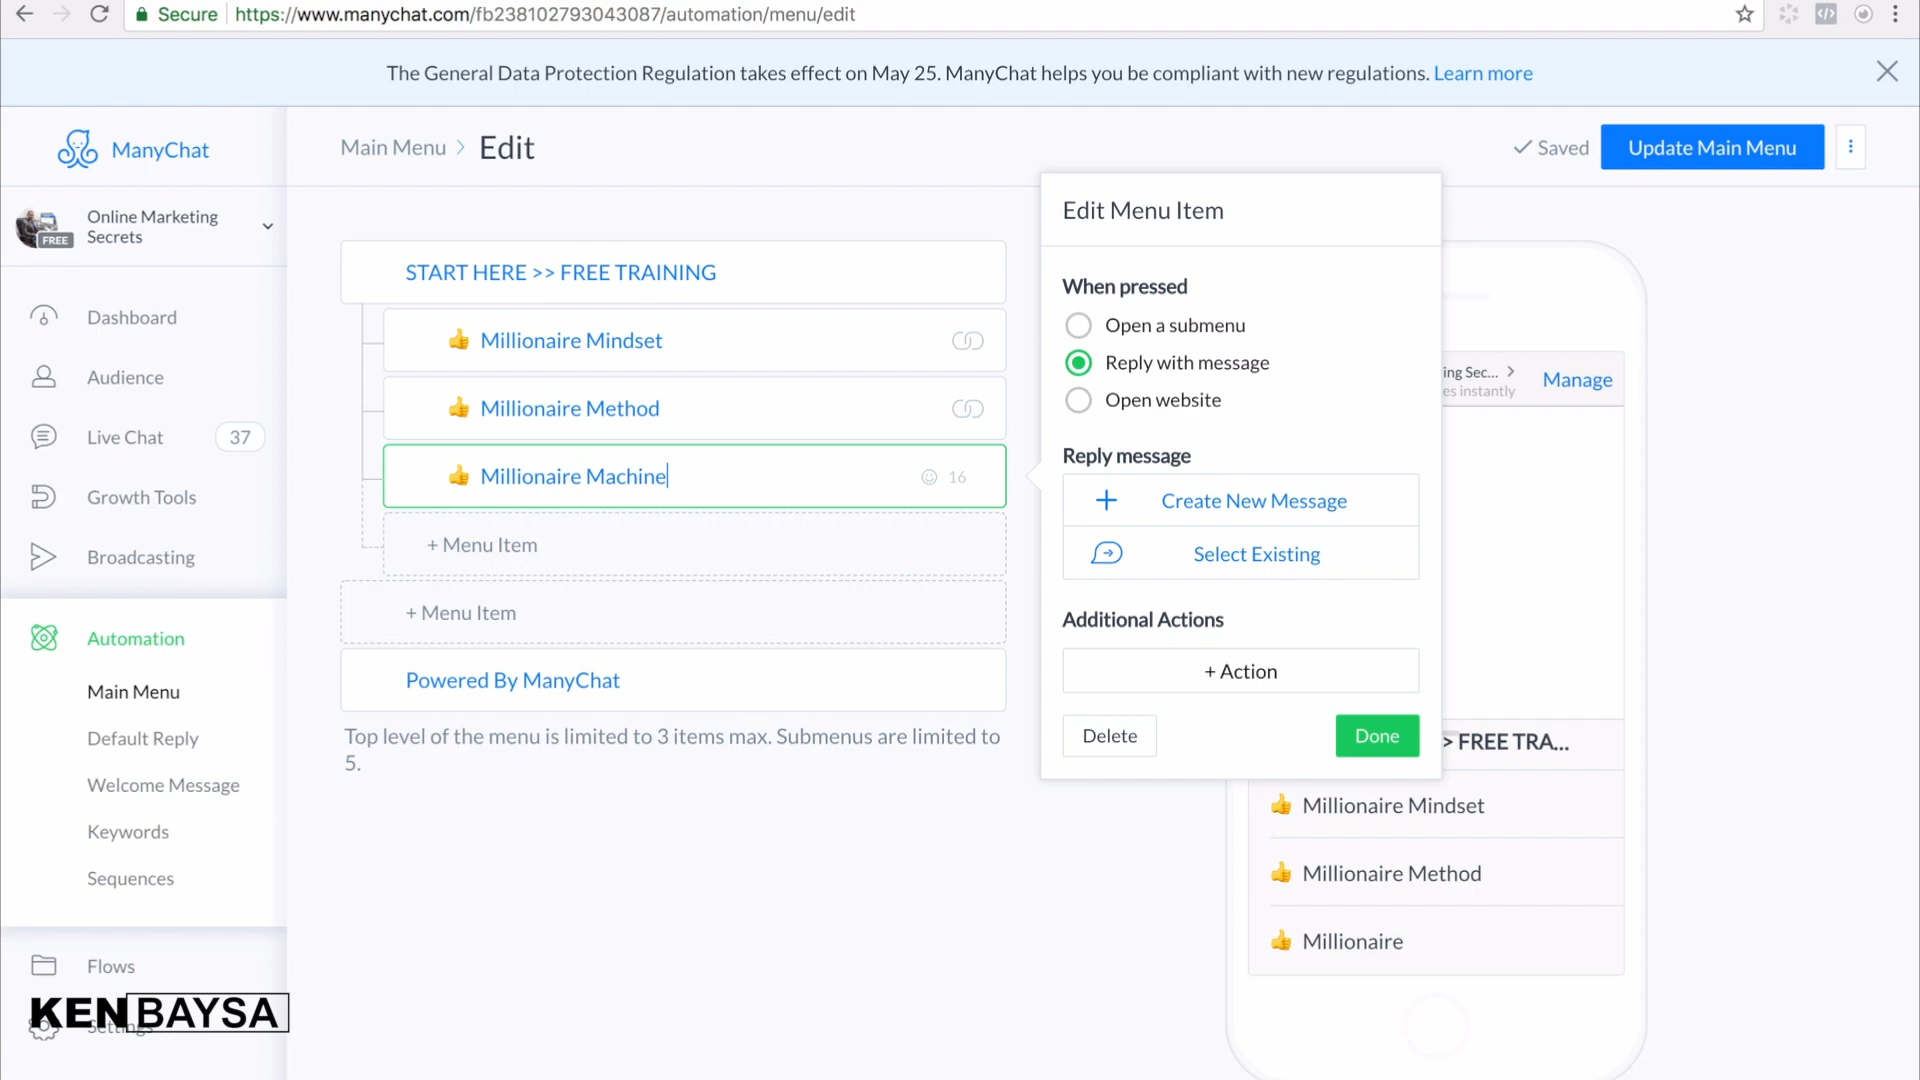 Secure https://www.manychat.com/fb238102793043087/automation/menu/edit
The General Data Protection Regulation takes effect on May 25. ManyChat helps you be compliant with new regulations. Learn more
ManyChat
Main Menu > Edit
Saved
Update Main Menu
Online Marketing
Secrets
FREE
Dashboard
Audience
Live Chat 37
Growth Tools
Broadcasting
Automation
Main Menu
Default Reply
Welcome Message
Keywords
Sequences
Flows
Settings
KENBAYSA
START HERE >> FREE TRAINING
👍 Millionaire Mindset
👍 Millionaire Method
👍 Millionaire Machine 16
+ Menu Item
+ Menu Item
Powered By ManyChat
Top level of the menu is limited to 3 items max. Submenus are limited to
5.
Edit Menu Item
When pressed
Open a submenu
Reply with message
Open website
Reply message
+ Create New Message
Select Existing
Additional Actions
+ Action
Delete
Done
ing Sec... >
es instantly
Manage
> FREE TRA...
👍 Millionaire Mindset
👍 Millionaire Method
👍 Millionaire